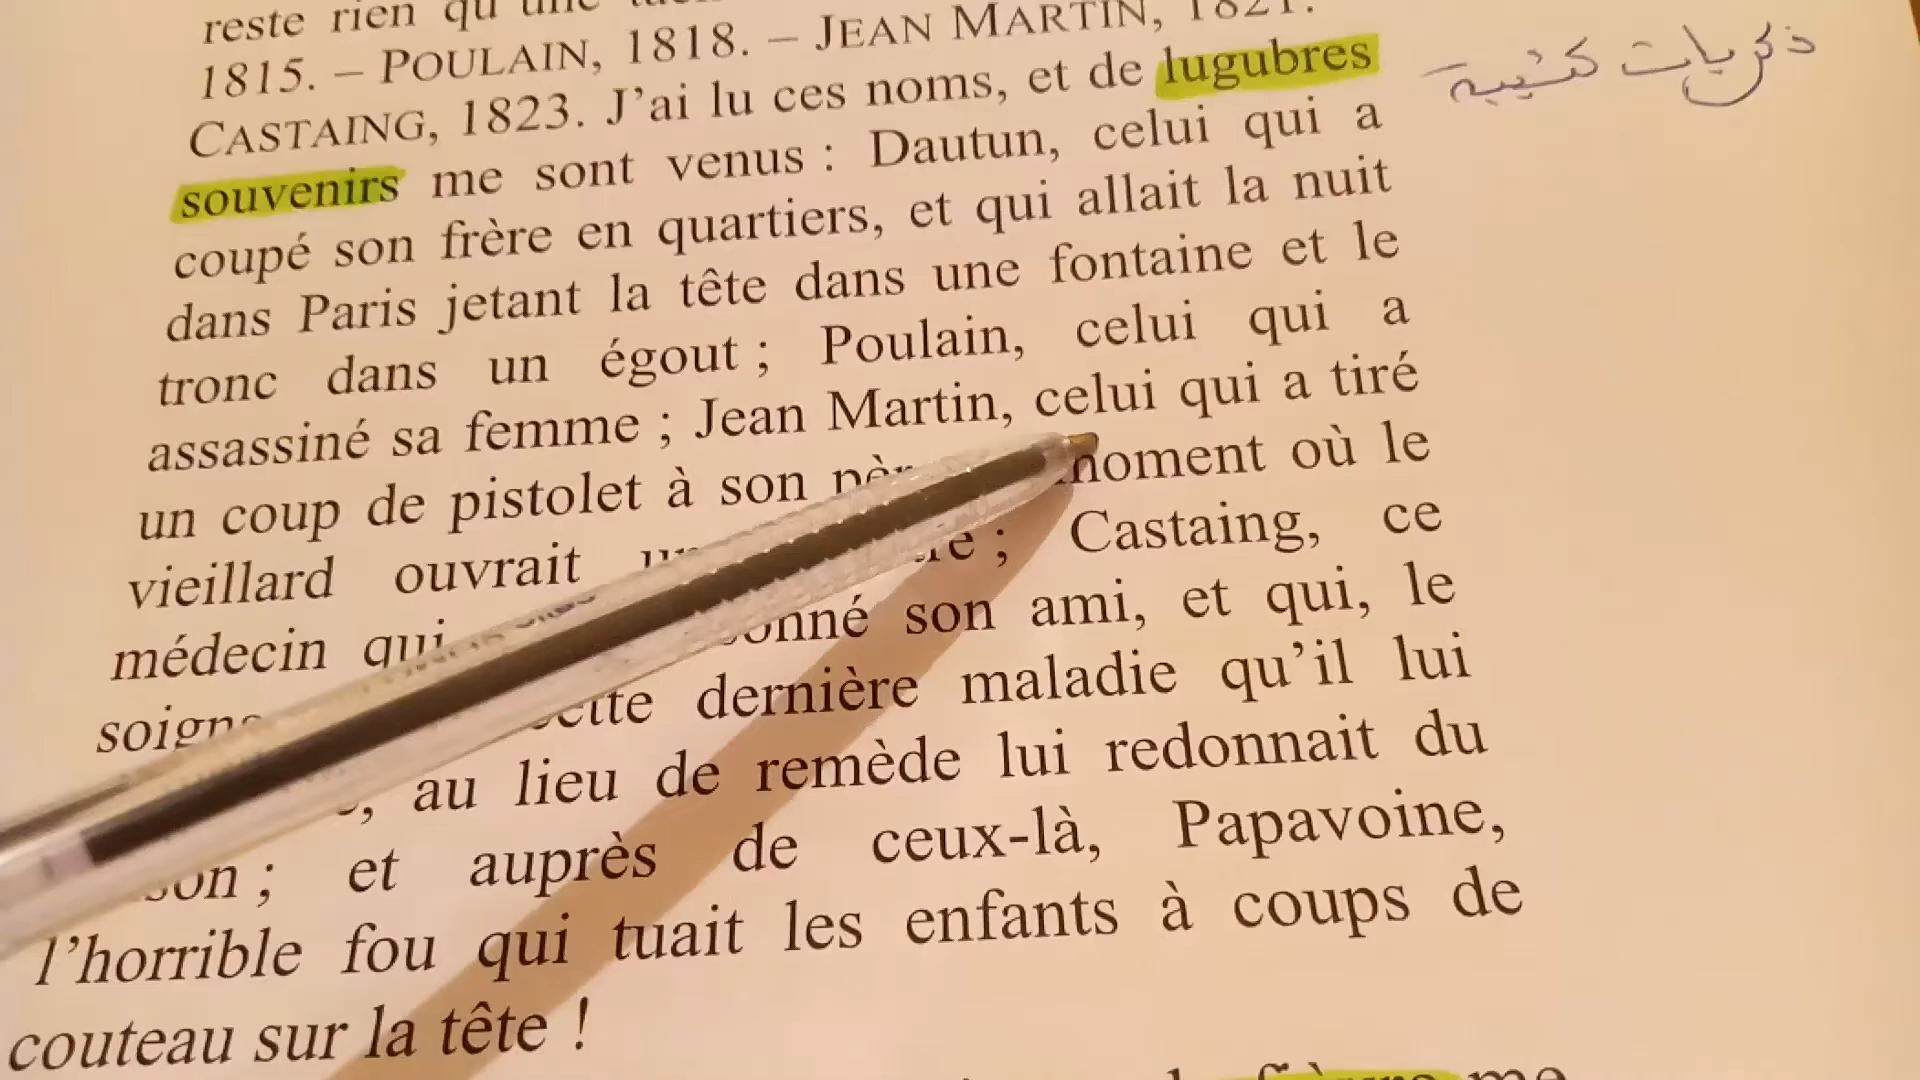 reste rien qu'une
1815. – POULAIN, 1818. – JEAN MARTIN, 1821.
CASTAING, 1823. J'ai lu ces noms, et de lugubres
ذكريات كئيبة
souvenirs me sont venus : Dautun, celui qui a
coupé son frère en quartiers, et qui allait la nuit
dans Paris jetant la tête dans une fontaine et le
tronc dans un égout ; Poulain, celui qui a
assassiné sa femme ; Jean Martin, celui qui a tiré
un coup de pistolet à son moment où le
vieillard ouvrait ; Castaing, ce
médecin qui son ami, et qui, le
dernière maladie qu'il lui
au lieu de remède lui redonnait du
; et auprès de ceux-là, Papavoine,
l'horrible fou qui tuait les enfants à coups de
couteau sur la tête !
me